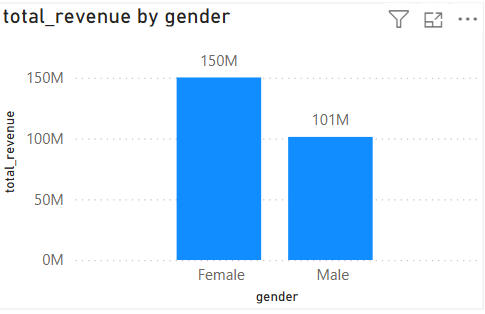 total_revenue by gender
150M
150M
101M
100M
50M
0M
total_revenue
Female
Male
gender